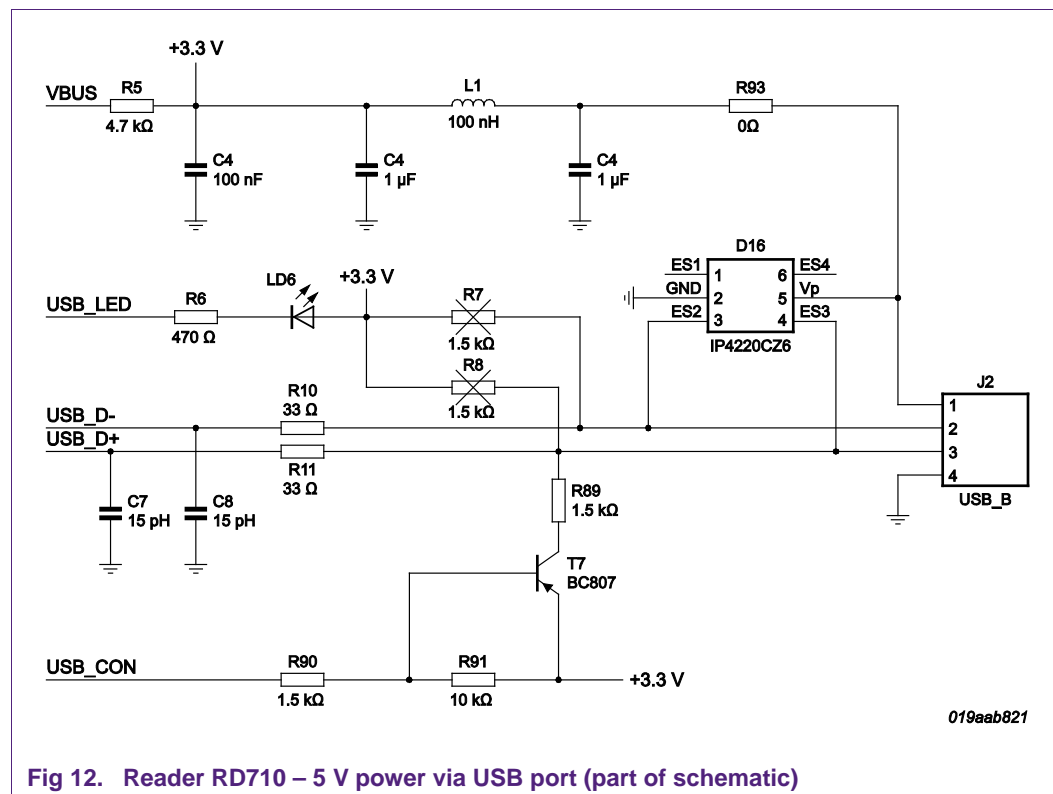 +3.3 V
VBUS
R5
4.7 kΩ
L1
100 nH
R93
0Ω
C4
100 nF
C4
1 µF
C4
1 µF
D16
ES1 1 6 ES4
GND 2 5 Vp
ES2 3 4 ES3
IP4220CZ6
USB_LED
R6
470 Ω
LD6
+3.3 V
R7
1.5 kΩ
R8
1.5 kΩ
USB_D-
USB_D+
R10
33 Ω
R11
33 Ω
C7
15 pH
C8
15 pH
J2
1
2
3
4
USB_B
R89
1.5 kΩ
T7
BC807
USB_CON
R90
1.5 kΩ
R91
10 kΩ
+3.3 V
019aab821
Fig 12. Reader RD710 – 5 V power via USB port (part of schematic)